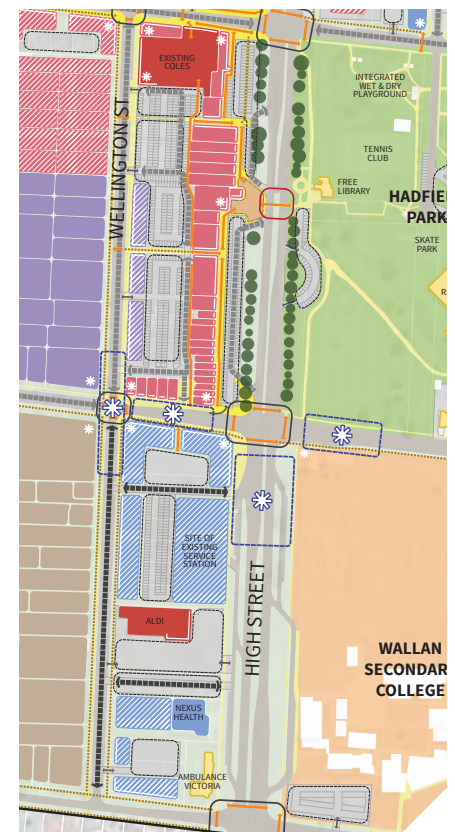 EXISTING
COLES
INTEGRATED
WET & DRY
PLAYGROUND
WELLINGTON ST
TENNIS
CLUB
FREE
LIBRARY
HADFIE
PARK
SKATE
PARK
R
SITE OF
EXISTING
SERVICE
STATION
HIGH STREET
ALDI
WALLAN
SECONDAR
COLLEGE
NEXUS
HEALTH
AMBULANCE
VICTORIA